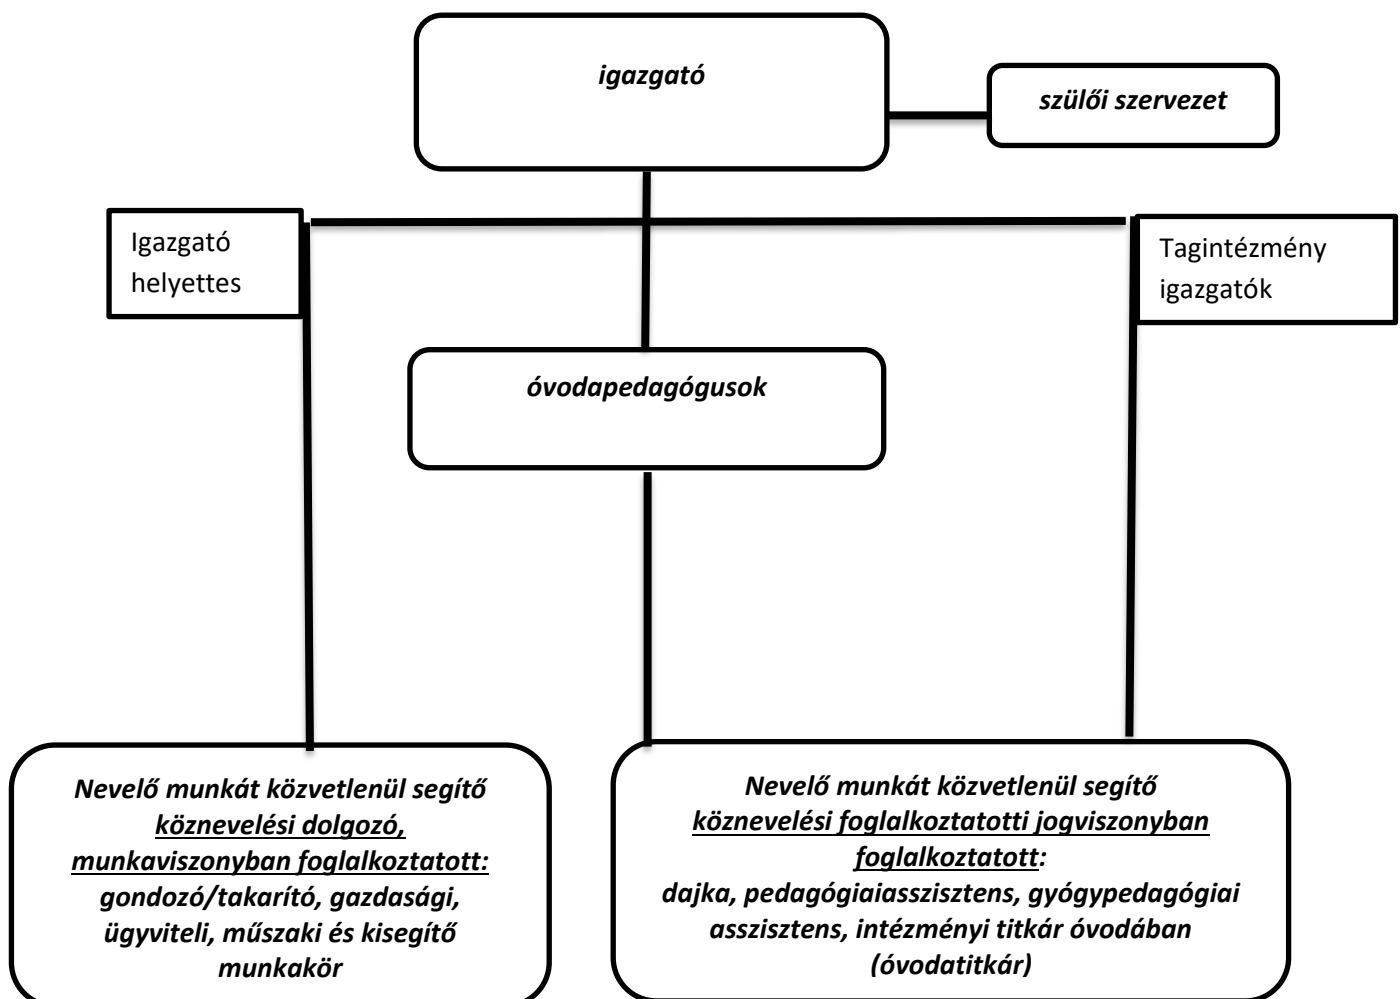 igazgató
szülői szervezet
Igazgató
helyettes
Tagintézmény
igazgatók
óvodapedagógusok
Nevelő munkát közvetlenül segítő
köznevelési dolgozó,
munkaviszonyban foglalkoztatott:
gondozó/takarító, gazdasági,
ügyviteli, műszaki és kisegítő
munkakör
Nevelő munkát közvetlenül segítő
köznevelési foglalkoztatotti jogviszonyban
foglalkoztatott:
dajka, pedagógiaiasszisztens, gyógypedagógiai
asszisztens, intézményi titkár óvodában
(óvodatitkár)